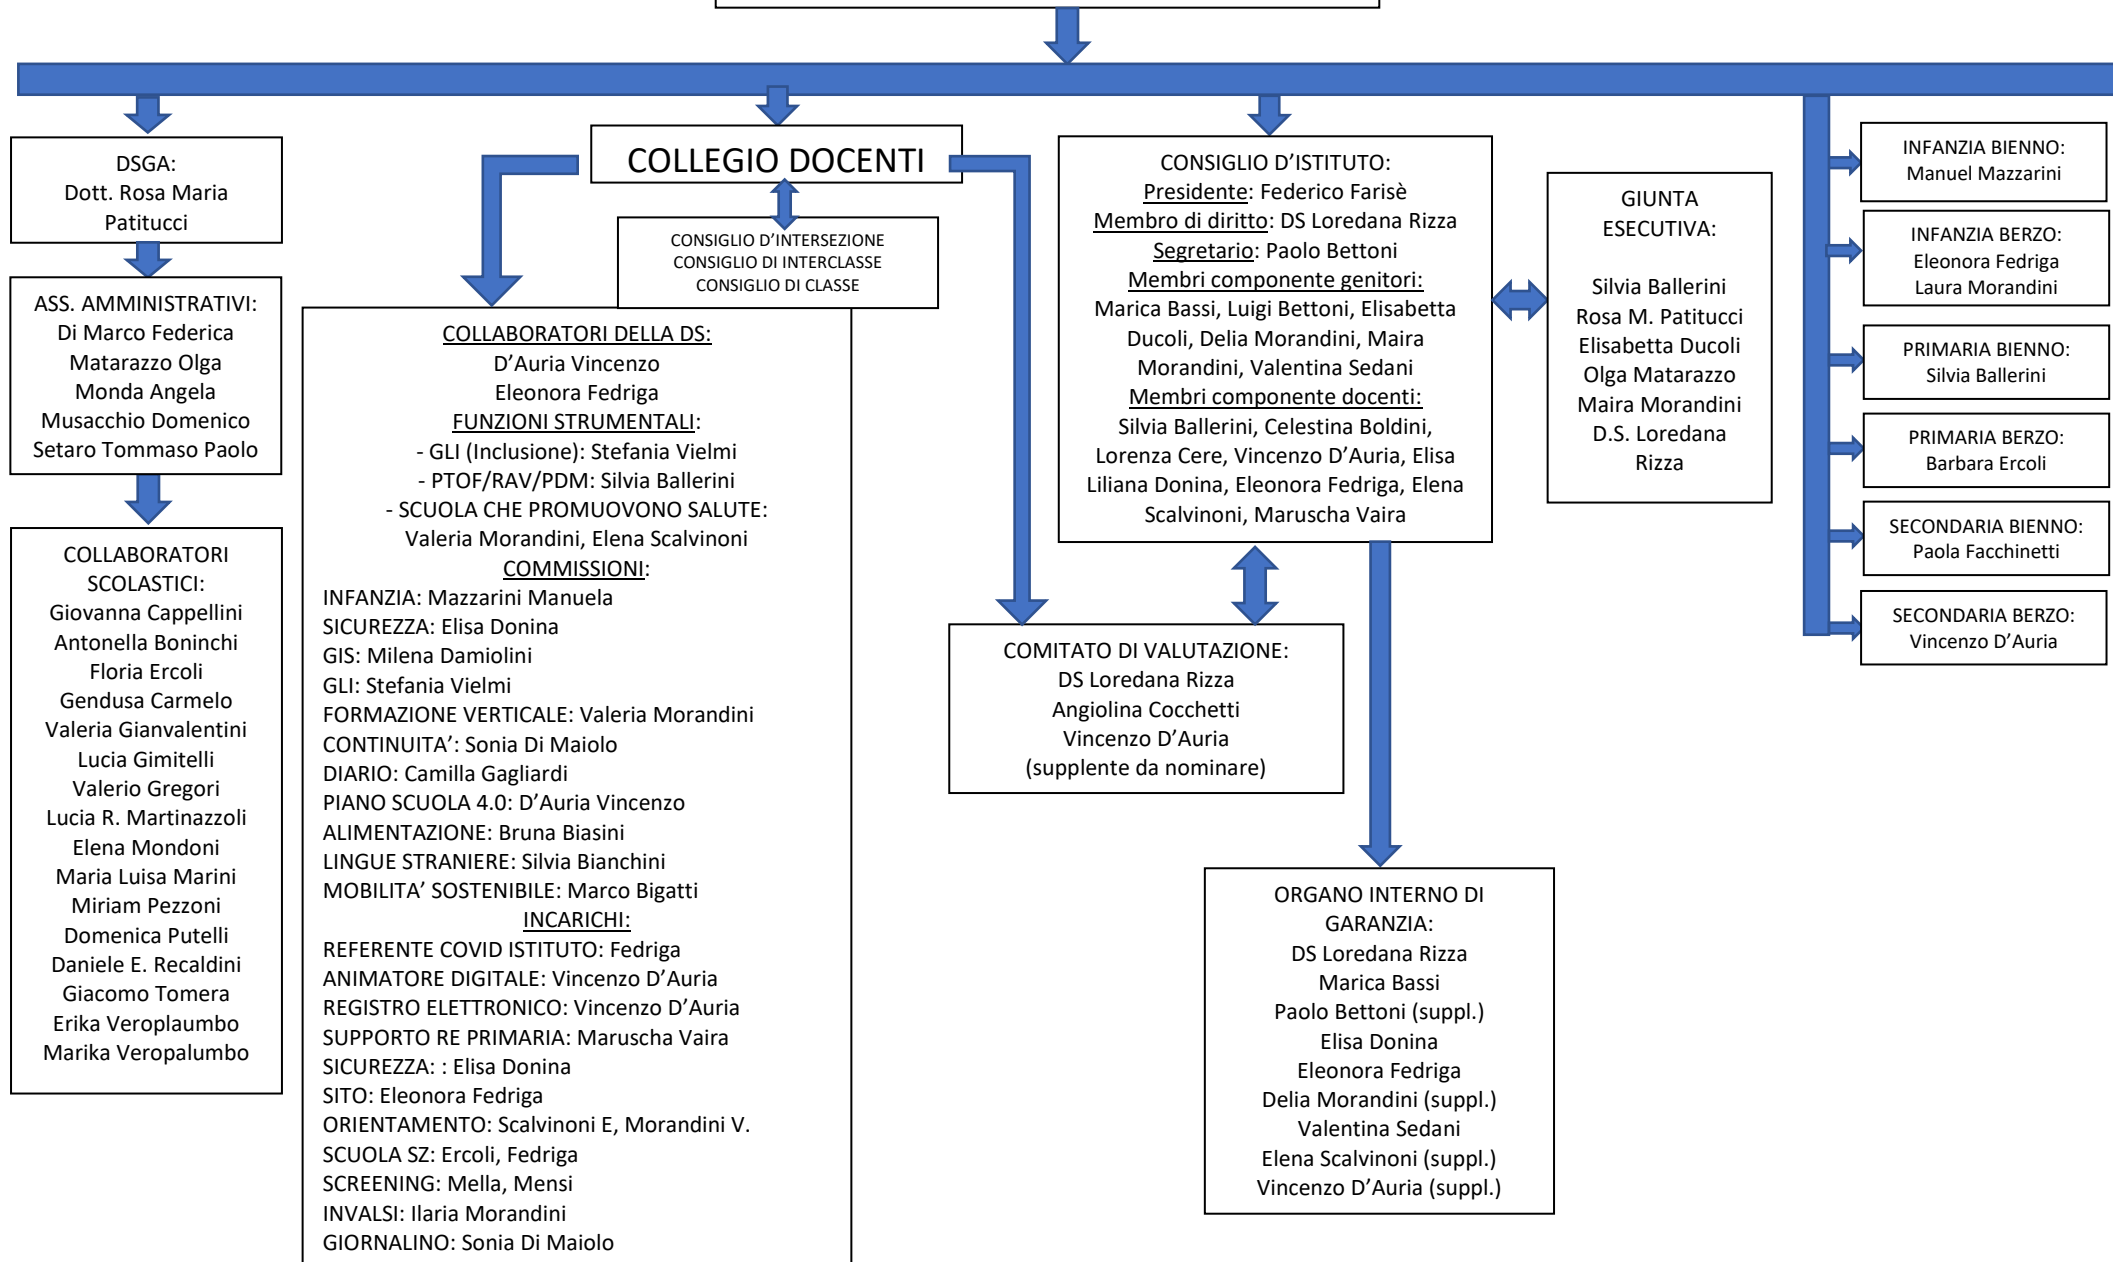 DSGA:
Dott. Rosa Maria
Patitucci
ASS. AMMINISTRATIVI:
Di Marco Federica
Matarazzo Olga
Monda Angela
Musacchio Domenico
Setaro Tommaso Paolo
COLLABORATORI
SCOLASTICI:
Giovanna Cappellini
Antonella Boninchi
Floria Ercoli
Gendusa Carmelo
Valeria Gianvalentini
Lucia Gimitelli
Valerio Gregori
Lucia R. Martinazzoli
Elena Mondoni
Maria Luisa Marini
Miriam Pezzoni
Domenica Putelli
Daniele E. Recaldini
Giacomo Tomera
Erika Veroplaumbo
Marika Veropalumbo
COLLEGIO DOCENTI
CONSIGLIO D’INTERSEZIONE
CONSIGLIO DI INTERCLASSE
CONSIGLIO DI CLASSE
COLLABORATORI DELLA DS:
D’Auria Vincenzo
Eleonora Fedriga
FUNZIONI STRUMENTALI:
- GLI (Inclusione): Stefania Vielmi
- PTOF/RAV/PDM: Silvia Ballerini
- SCUOLA CHE PROMUOVONO SALUTE:
Valeria Morandini, Elena Scalvinoni
COMMISSIONI:
INFANZIA: Mazzarini Manuela
SICUREZZA: Elisa Donina
GIS: Milena Damiolini
GLI: Stefania Vielmi
FORMAZIONE VERTICALE: Valeria Morandini
CONTINUITA’: Sonia Di Maiolo
DIARIO: Camilla Gagliardi
PIANO SCUOLA 4.0: D’Auria Vincenzo
ALIMENTAZIONE: Bruna Biasini
LINGUE STRANIERE: Silvia Bianchini
MOBILITA’ SOSTENIBILE: Marco Bigatti
INCARICHI:
REFERENTE COVID ISTITUTO: Fedriga
ANIMATORE DIGITALE: Vincenzo D’Auria
REGISTRO ELETTRONICO: Vincenzo D’Auria
SUPPORTO RE PRIMARIA: Maruscha Vaira
SICUREZZA: : Elisa Donina
SITO: Eleonora Fedriga
ORIENTAMENTO: Scalvinoni E, Morandini V.
SCUOLA SZ: Ercoli, Fedriga
SCREENING: Mella, Mensi
INVALSI: Ilaria Morandini
GIORNALINO: Sonia Di Maiolo
CONSIGLIO D’ISTITUTO:
Presidente: Federico Farisè
Membro di diritto: DS Loredana Rizza
Segretario: Paolo Bettoni
Membri componente genitori:
Marica Bassi, Luigi Bettoni, Elisabetta
Ducoli, Delia Morandini, Maira
Morandini, Valentina Sedani
Membri componente docenti:
Silvia Ballerini, Celestina Boldini,
Lorenza Cere, Vincenzo D’Auria, Elisa
Liliana Donina, Eleonora Fedriga, Elena
Scalvinoni, Maruscha Vaira
COMITATO DI VALUTAZIONE:
DS Loredana Rizza
Angiolina Cocchetti
Vincenzo D’Auria
(supplente da nominare)
ORGANO INTERNO DI
GARANZIA:
DS Loredana Rizza
Marica Bassi
Paolo Bettoni (suppl.)
Elisa Donina
Eleonora Fedriga
Delia Morandini (suppl.)
Valentina Sedani
Elena Scalvinoni (suppl.)
Vincenzo D’Auria (suppl.)
GIUNTA
ESECUTIVA:
Silvia Ballerini
Rosa M. Patitucci
Elisabetta Ducoli
Olga Matarazzo
Maira Morandini
D.S. Loredana
Rizza
INFANZIA BIENNO:
Manuel Mazzarini
INFANZIA BERZO:
Eleonora Fedriga
Laura Morandini
PRIMARIA BIENNO:
Silvia Ballerini
PRIMARIA BERZO:
Barbara Ercoli
SECONDARIA BIENNO:
Paola Facchinetti
SECONDARIA BERZO:
Vincenzo D’Auria